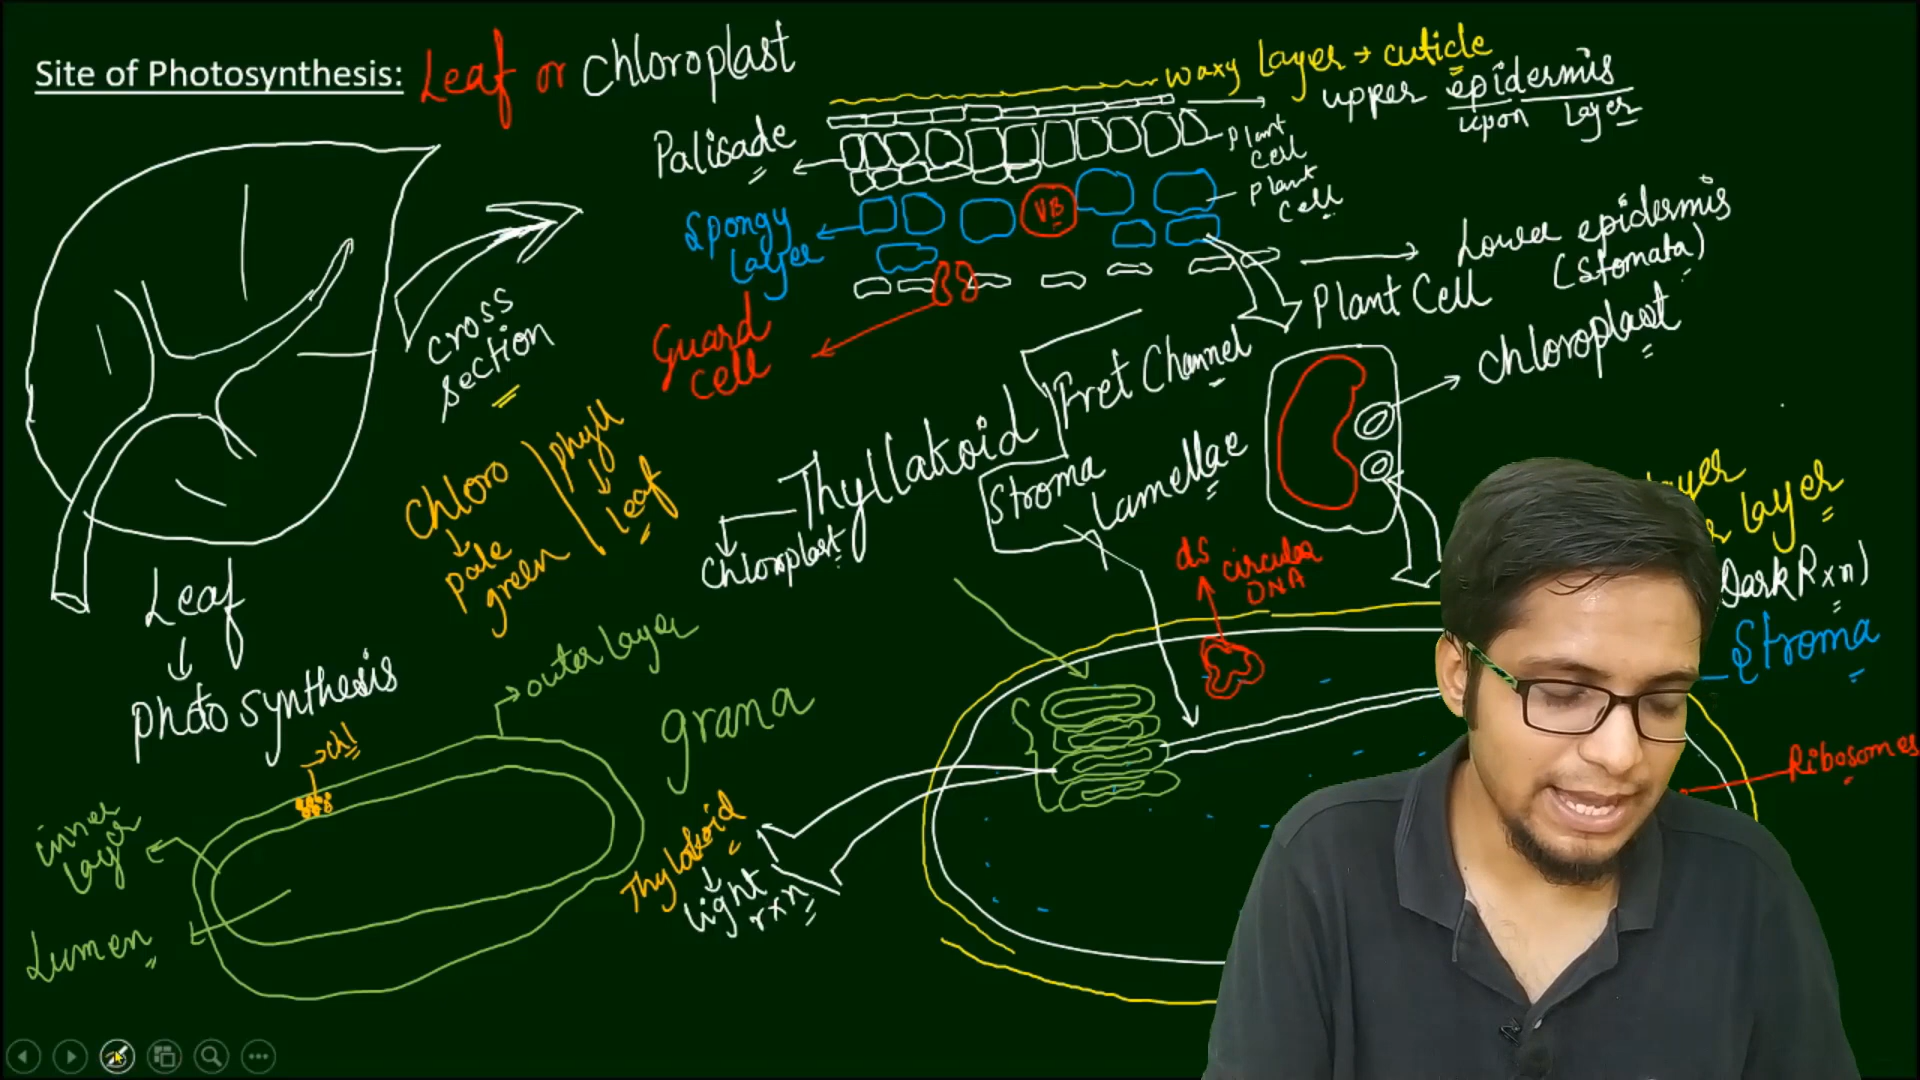 Site of Photosynthesis: Leaf or Chloroplast
waxy Layer → cuticle
upper epidermis
upon Layer
Palisade
Plant
Cell
Plant
Cell
Spongy
Layer
VB
Lower epidermis
(Stomata)
Guard
Cell
Plant Cell
Chloroplast
cross
section
Fret Channel
Thyllakoid
Stroma
Lamellae
Chloroplast
Chloro
pale
green
phyll
Leaf
Leaf
Photosynthesis
ds circular
DNA
layer
layer
Dark Rxn)
Stroma
Ribosomes
outer Layer
grana
chl
inner
layer
Lumen
Thylakoid
Light
rxn